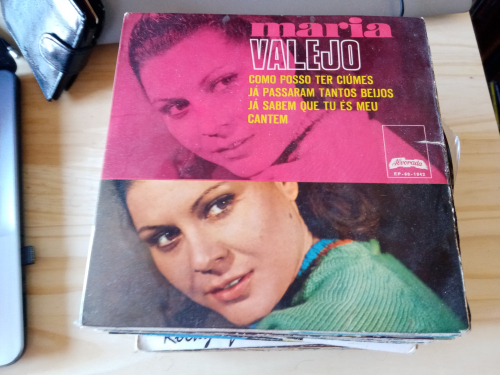 maria
VALEJO
COMO POSSO TER CIÚMES
JÁ PASSARAM TANTOS BEIJOS
JÁ SABEM QUE TU ÉS MEU
CANTEM
Alvorada